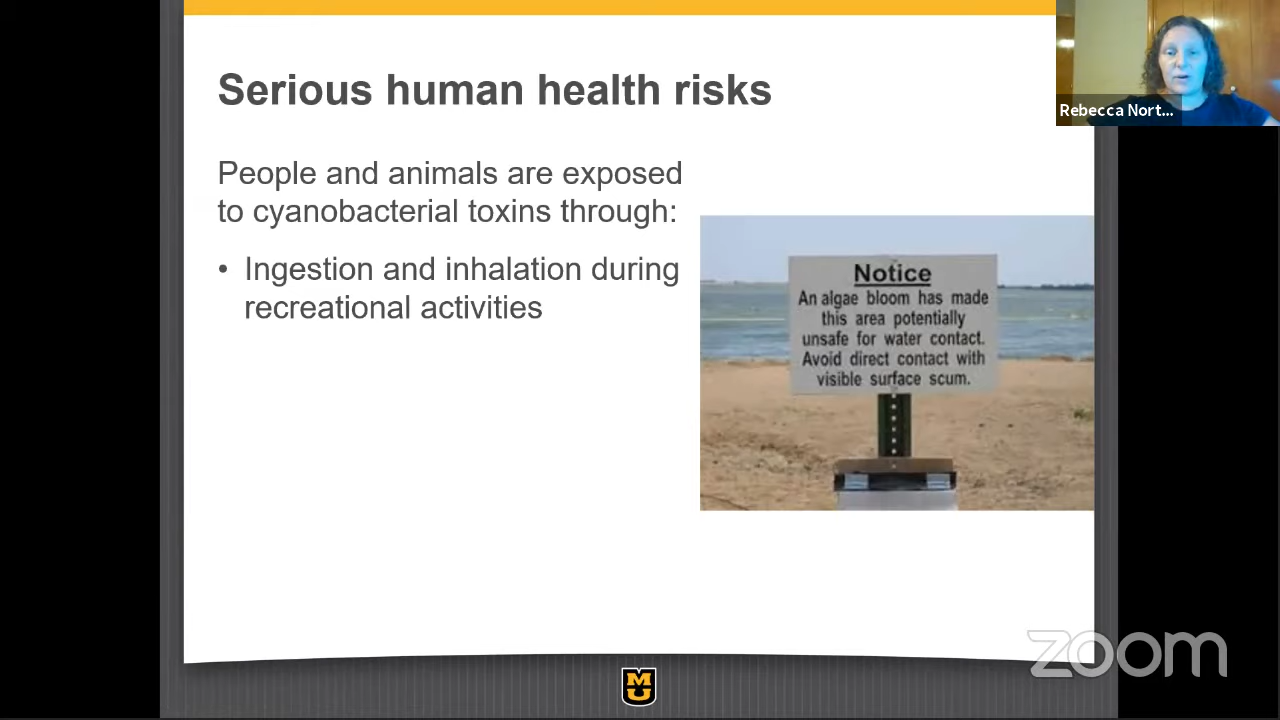 Serious human health risks
Rebecca Nort...
People and animals are exposed
to cyanobacterial toxins through:
• Ingestion and inhalation during
recreational activities
Notice
An algae bloom has made
this area potentially
unsafe for water contact.
Avoid direct contact with
visible surface scum.
zoom
MU